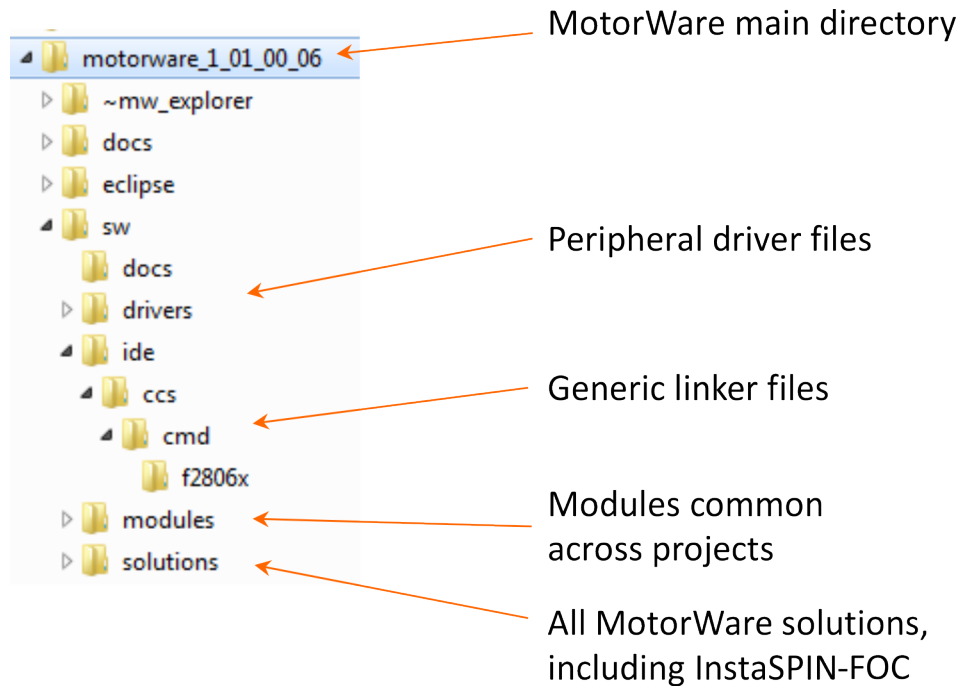 MotorWare main directory
motorware_1_01_00_06
~mw_explorer
docs
eclipse
sw
Peripheral driver files
docs
drivers
ide
ccs
Generic linker files
cmd
f2806x
Modules common
across projects
modules
solutions
All MotorWare solutions,
including InstaSPIN-FOC